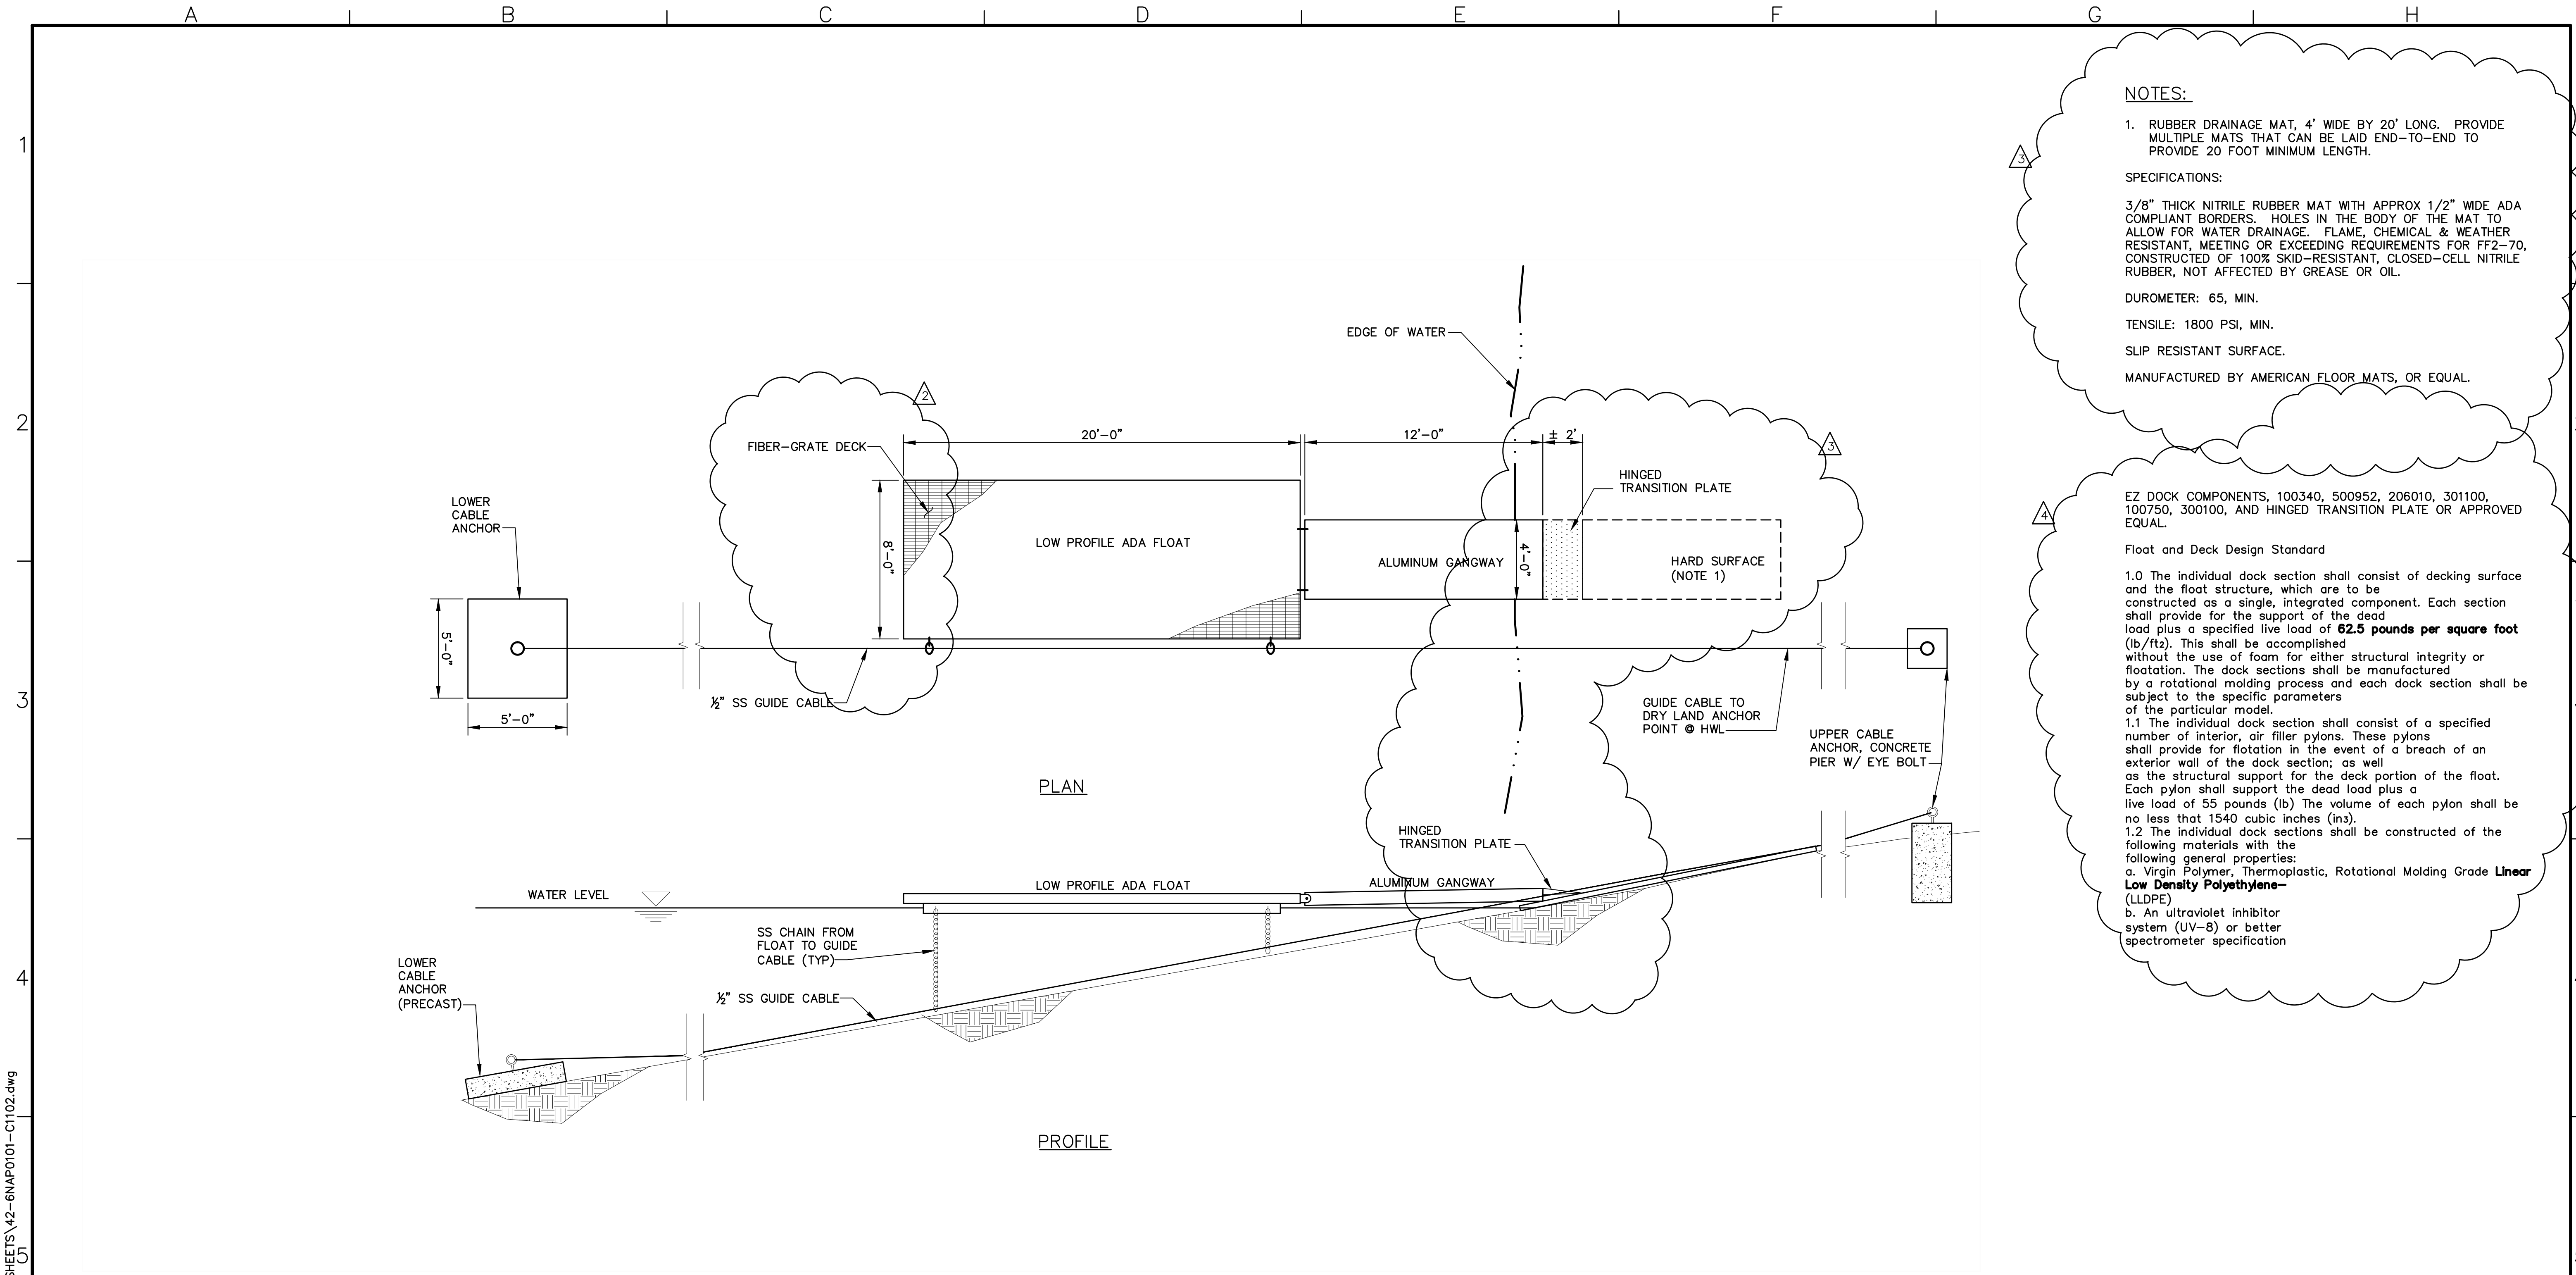 A B C D E F G H
1
2
3
4
5
NOTES:
1. RUBBER DRAINAGE MAT, 4' WIDE BY 20' LONG. PROVIDE
MULTIPLE MATS THAT CAN BE LAID END-TO-END TO
PROVIDE 20 FOOT MINIMUM LENGTH.
SPECIFICATIONS:
3/8" THICK NITRILE RUBBER MAT WITH APPROX 1/2" WIDE ADA
COMPLIANT BORDERS. HOLES IN THE BODY OF THE MAT TO
ALLOW FOR WATER DRAINAGE. FLAME, CHEMICAL & WEATHER
RESISTANT, MEETING OR EXCEEDING REQUIREMENTS FOR FF2-70,
CONSTRUCTED OF 100% SKID-RESISTANT, CLOSED-CELL NITRILE
RUBBER, NOT AFFECTED BY GREASE OR OIL.
DUROMETER: 65, MIN.
TENSILE: 1800 PSI, MIN.
SLIP RESISTANT SURFACE.
MANUFACTURED BY AMERICAN FLOOR MATS, OR EQUAL.
3
4
EZ DOCK COMPONENTS, 100340, 500952, 206010, 301100,
100750, 300100, AND HINGED TRANSITION PLATE OR APPROVED
EQUAL.
Float and Deck Design Standard
1.0 The individual dock section shall consist of decking surface
and the float structure, which are to be
constructed as a single, integrated component. Each section
shall provide for the support of the dead
load plus a specified live load of 62.5 pounds per square foot
(lb/ft2). This shall be accomplished
without the use of foam for either structural integrity or
floatation. The dock sections shall be manufactured
by a rotational molding process and each dock section shall be
subject to the specific parameters
of the particular model.
1.1 The individual dock section shall consist of a specified
number of interior, air filler pylons. These pylons
shall provide for flotation in the event of a breach of an
exterior wall of the dock section; as well
as the structural support for the deck portion of the float.
Each pylon shall support the dead load plus a
live load of 55 pounds (lb) The volume of each pylon shall be
no less that 1540 cubic inches (in3).
1.2 The individual dock sections shall be constructed of the
following materials with the
following general properties:
a. Virgin Polymer, Thermoplastic, Rotational Molding Grade Linear
Low Density Polyethylene-
(LLDPE)
b. An ultraviolet inhibitor
system (UV-8) or better
spectrometer specification
EDGE OF WATER
2
FIBER-GRATE DECK
20'-0"
12'-0"
± 2'
3
HINGED
TRANSITION PLATE
LOWER
CABLE
ANCHOR
8'-0"
LOW PROFILE ADA FLOAT
ALUMINUM GANGWAY
4'-0"
HARD SURFACE
(NOTE 1)
5'-0"
5'-0"
½" SS GUIDE CABLE
GUIDE CABLE TO
DRY LAND ANCHOR
POINT @ HWL
UPPER CABLE
ANCHOR, CONCRETE
PIER W/ EYE BOLT
PLAN
HINGED
TRANSITION PLATE
WATER LEVEL
LOW PROFILE ADA FLOAT
ALUMINUM GANGWAY
SS CHAIN FROM
FLOAT TO GUIDE
CABLE (TYP)
LOWER
CABLE
ANCHOR
(PRECAST)
½" SS GUIDE CABLE
PROFILE
SHEETS\42-6NAP0101-C1102.dwg